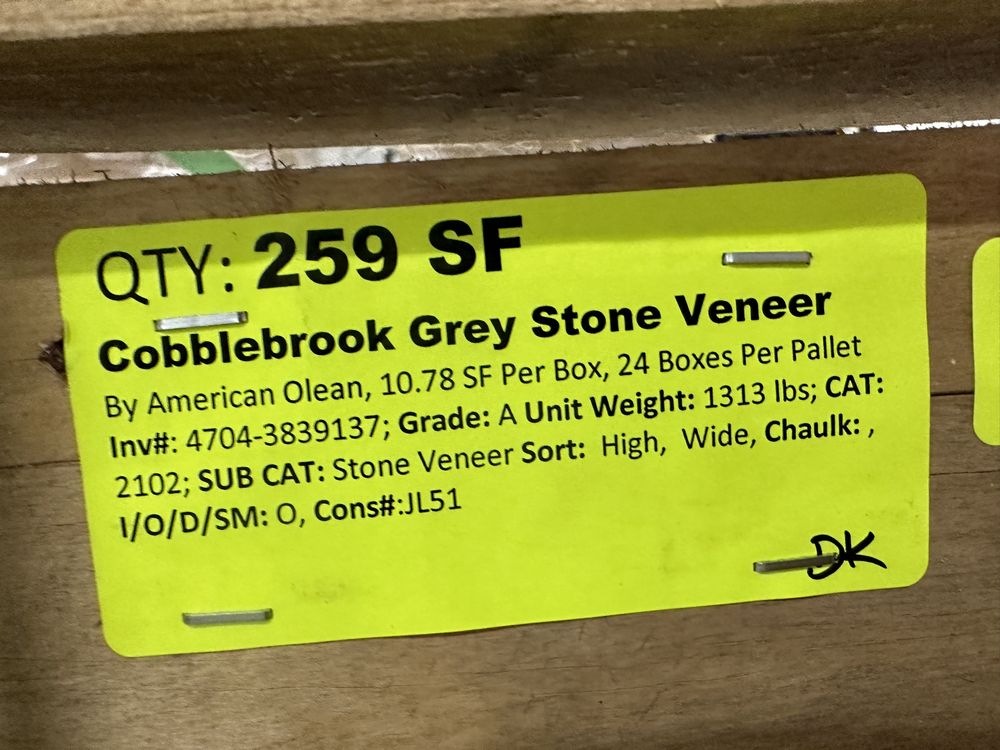 QTY: 259 SF
Cobblebrook Grey Stone Veneer
By American Olean, 10.78 SF Per Box, 24 Boxes Per Pallet
Inv#: 4704-3839137; Grade: A Unit Weight: 1313 lbs; CAT:
2102; SUB CAT: Stone Veneer Sort: High, Wide, Chaulk: ,
I/O/D/SM: O, Cons#:JL51
DK